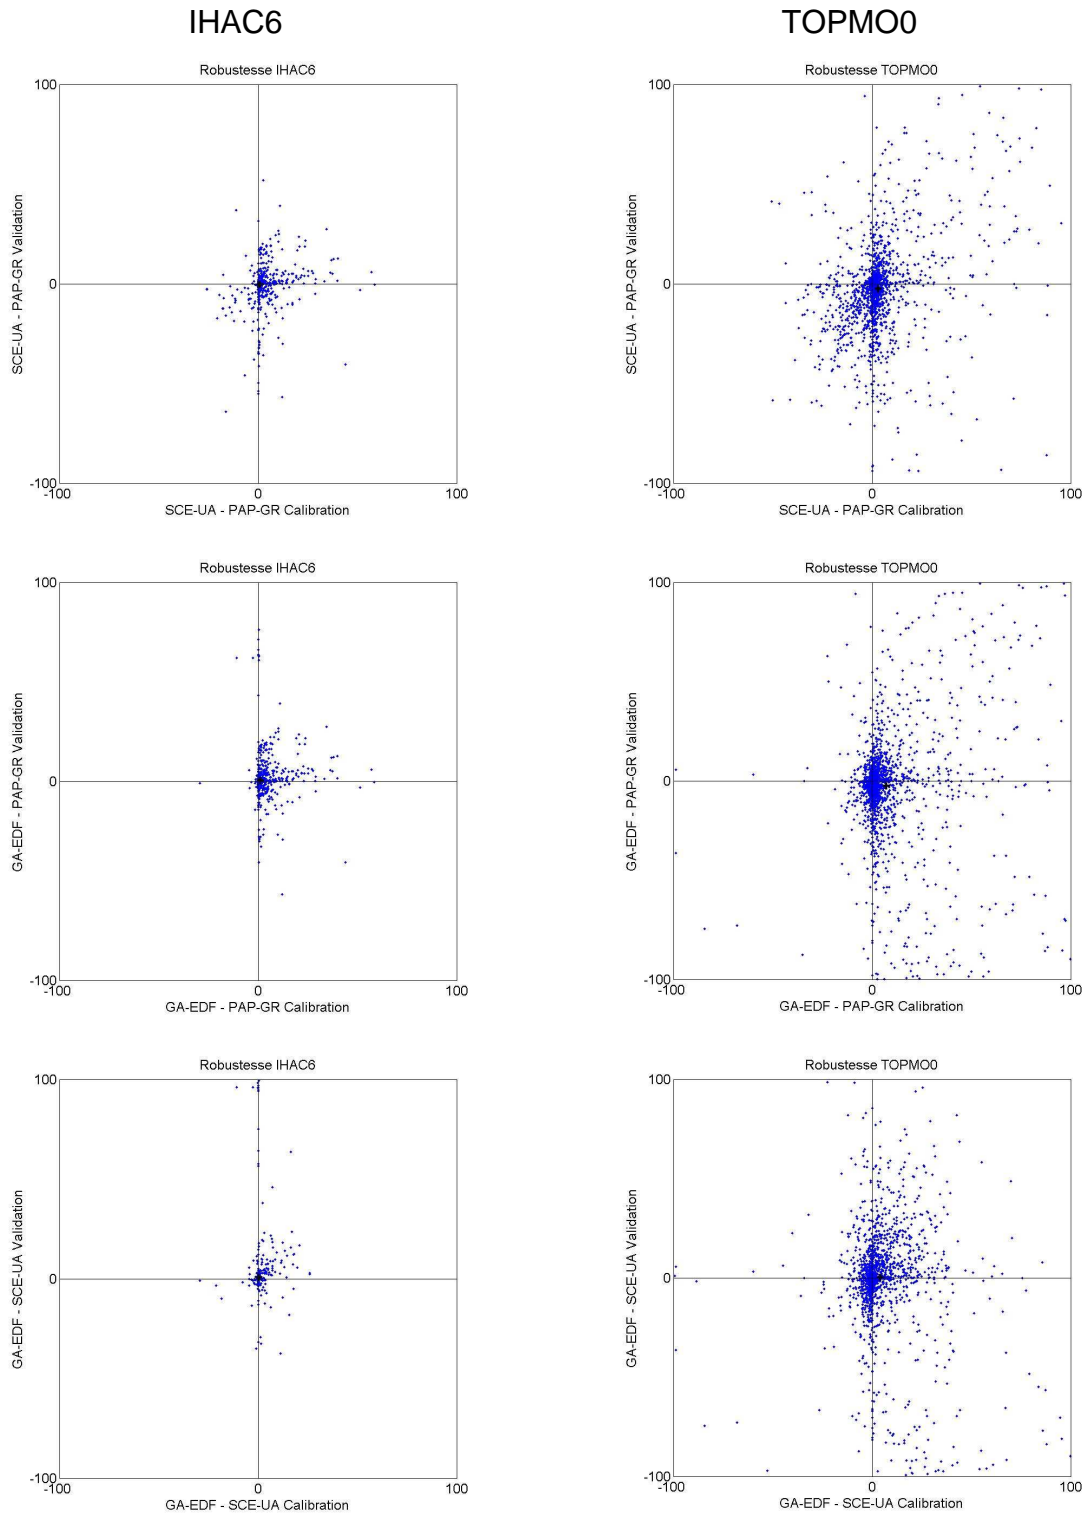 IHAC6 TOPMO0
Robustesse IHAC6
100
SCE-UA - PAP-GR Validation
0
-100
-100 0 100
SCE-UA - PAP-GR Calibration
Robustesse TOPMO0
100
SCE-UA - PAP-GR Validation
0
-100
-100 0 100
SCE-UA - PAP-GR Calibration
Robustesse IHAC6
100
GA-EDF - PAP-GR Validation
0
-100
-100 0 100
GA-EDF - PAP-GR Calibration
Robustesse TOPMO0
100
GA-EDF - PAP-GR Validation
0
-100
-100 0 100
GA-EDF - PAP-GR Calibration
Robustesse IHAC6
100
GA-EDF - SCE-UA Validation
0
-100
-100 0 100
GA-EDF - SCE-UA Calibration
Robustesse TOPMO0
100
GA-EDF - SCE-UA Validation
0
-100
-100 0 100
GA-EDF - SCE-UA Calibration